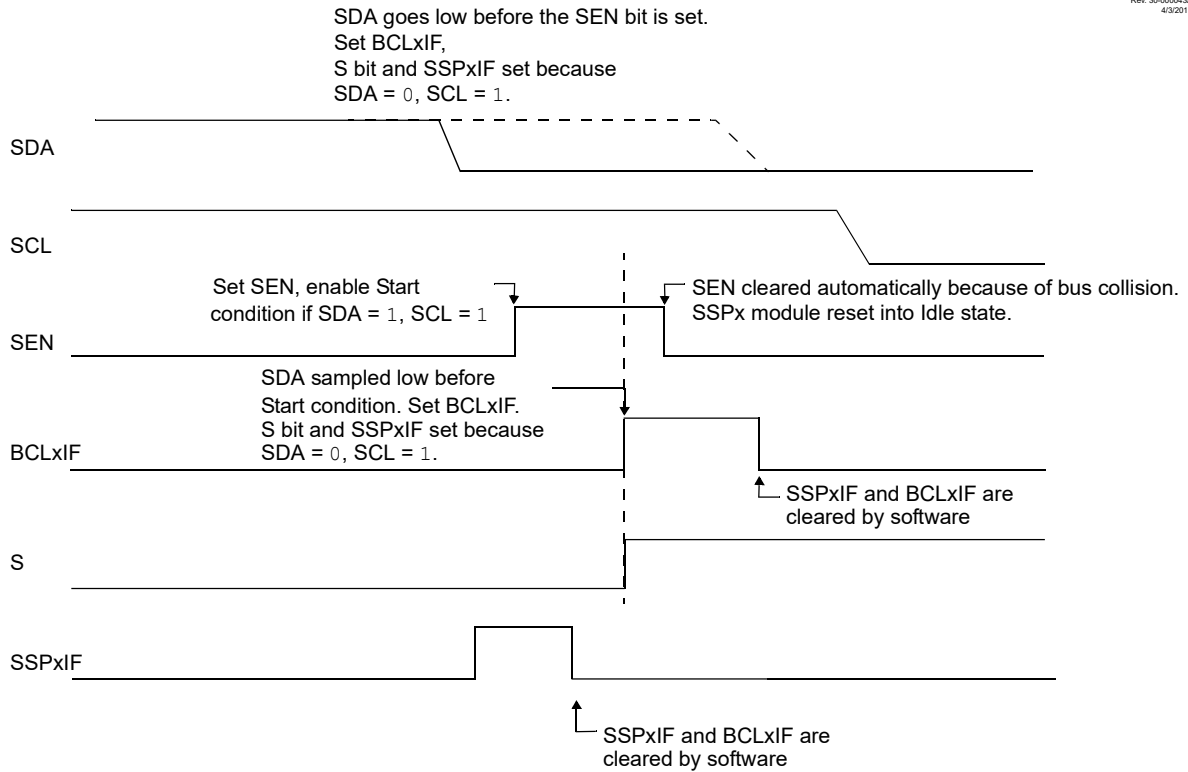 4/3/201
SDA goes low before the SEN bit is set.
Set BCLxIF,
S bit and SSPxIF set because
SDA = 0, SCL = 1.
SDA
SCL
Set SEN, enable Start
condition if SDA = 1, SCL = 1
SEN cleared automatically because of bus collision.
SSPx module reset into Idle state.
SEN
SDA sampled low before
Start condition. Set BCLxIF.
S bit and SSPxIF set because
SDA = 0, SCL = 1.
BCLxIF
SSPxIF and BCLxIF are
cleared by software
S
SSPxIF
SSPxIF and BCLxIF are
cleared by software